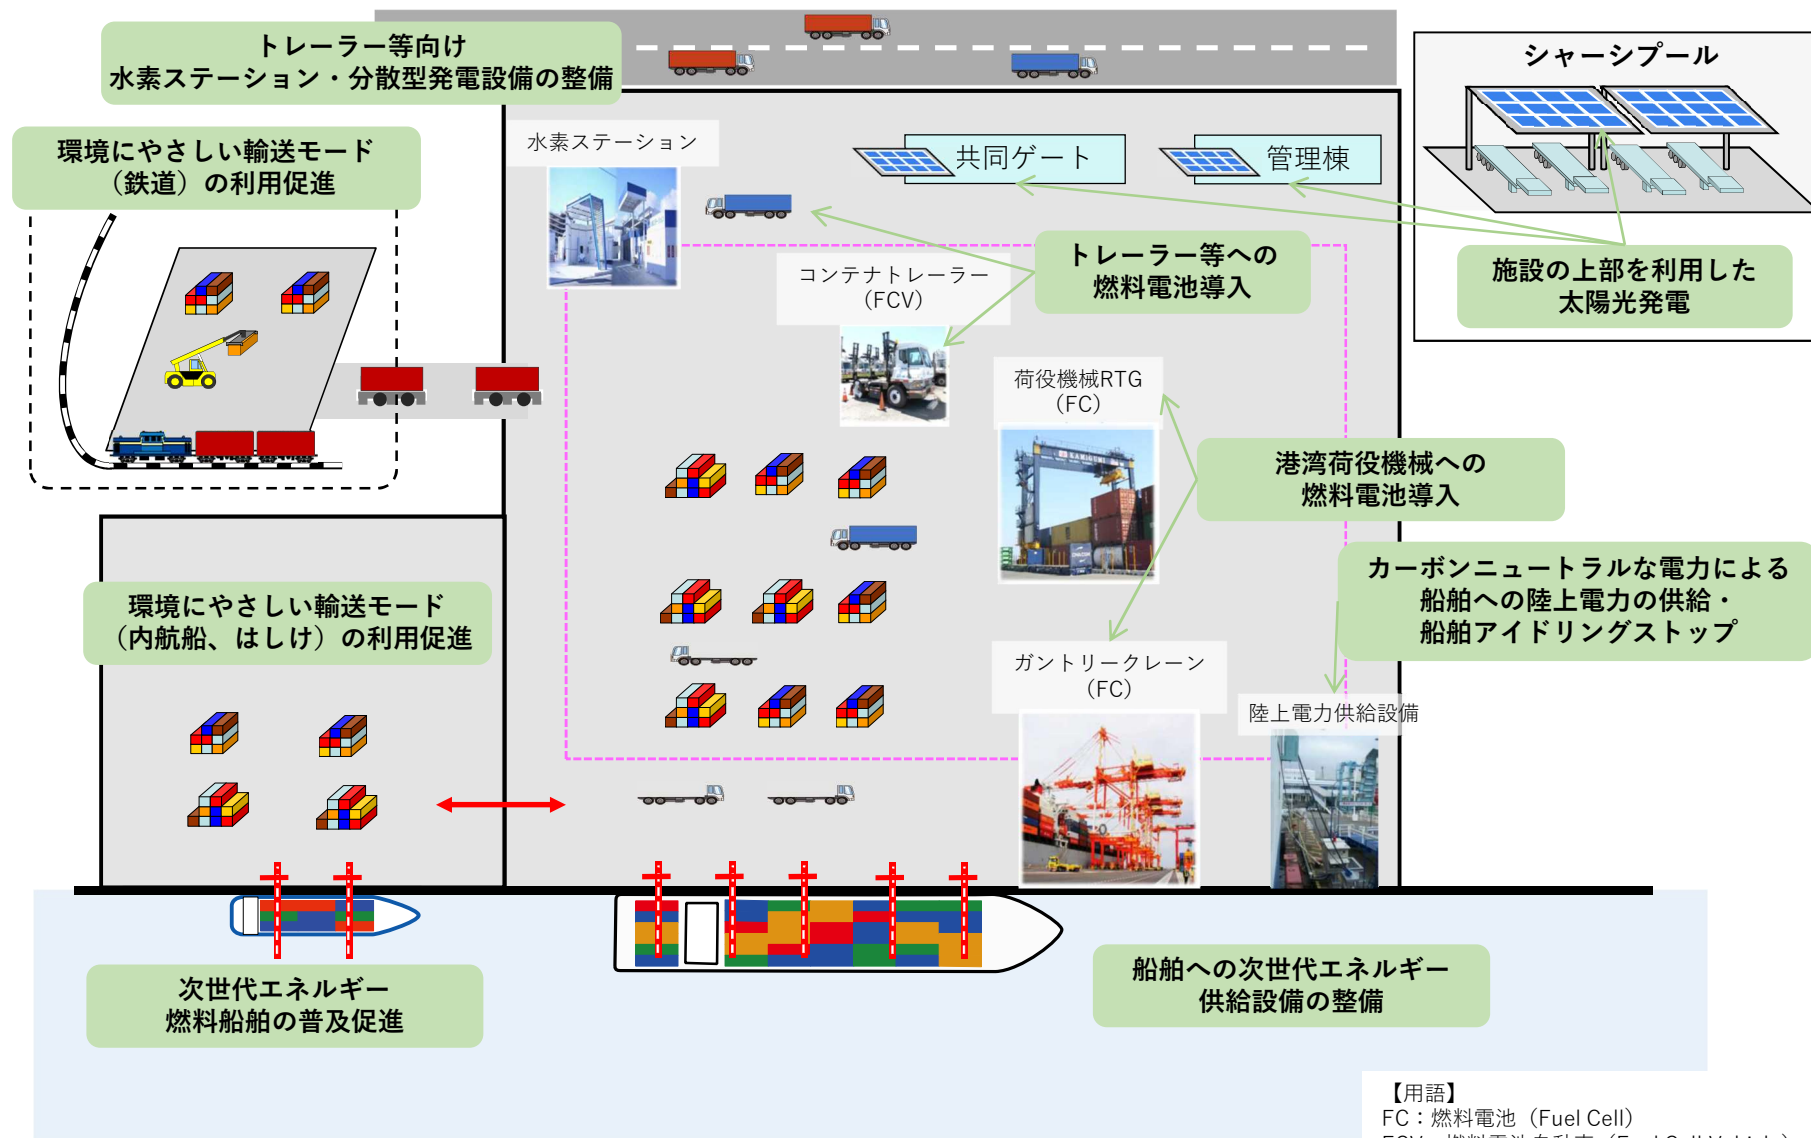 トレーラー等向け
水素ステーション・分散型発電設備の整備
シャーシプール
環境にやさしい輸送モード
（鉄道）の利用促進
水素ステーション
共同ゲート
管理棟
トレーラー等への
燃料電池導入
施設の上部を利用した
太陽光発電
コンテナトレーラー
（FCV）
荷役機械RTG
（FC）
港湾荷役機械への
燃料電池導入
カーボンニュートラルな電力による
船舶への陸上電力の供給・
船舶アイドリングストップ
環境にやさしい輸送モード
（内航船、はしけ）の利用促進
ガントリークレーン
（FC）
陸上電力供給設備
次世代エネルギー
燃料船舶の普及促進
船舶への次世代エネルギー
供給設備の整備
【用語】
FC：燃料電池（Fuel Cell）
FCV：燃料電池自動車（Fuel Cell Vehicle）